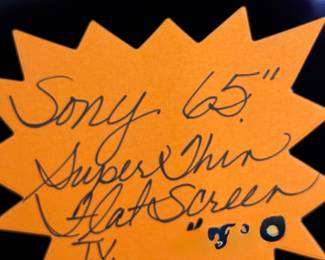 Sony 65"
Super Thin
Flat Screen
TV.